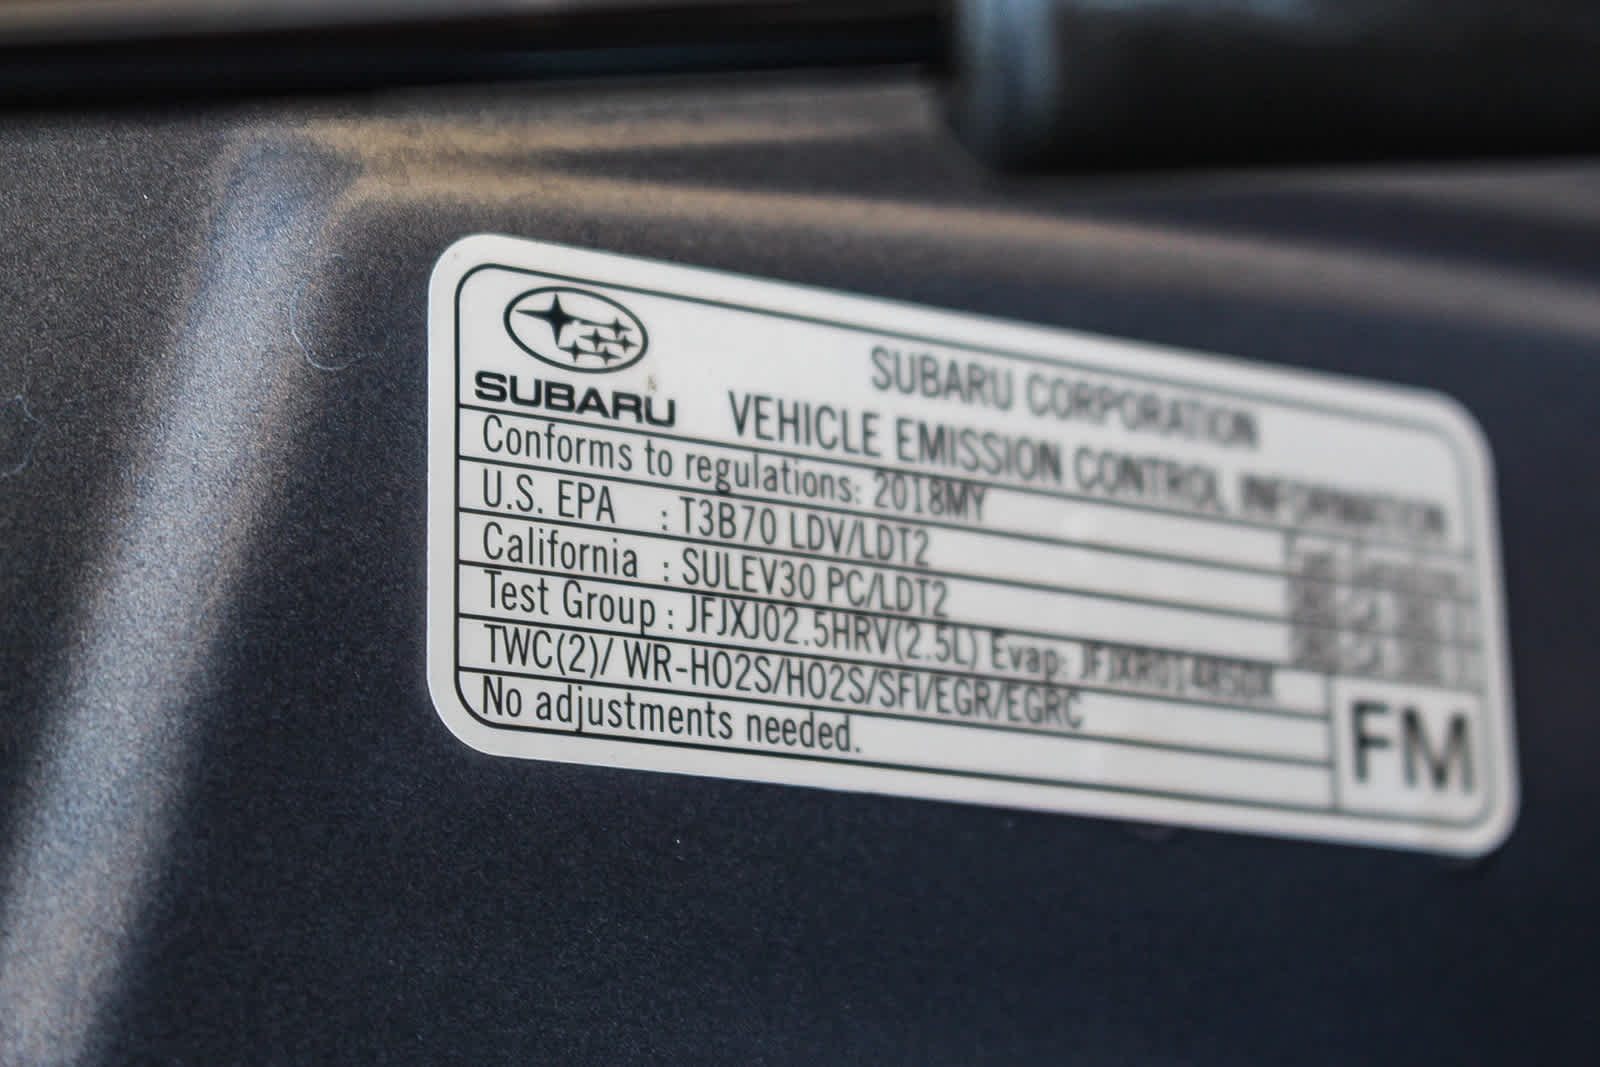 SUBARU
SUBARU CORPORATION
VEHICLE EMISSION CONTROL INFORMATION
Conforms to regulations: 2018MY
U.S. EPA : T3B70 LDV/LDT2
California : SULEV30 PC/LDT2
Test Group : JFJXJ02.5HRV(2.5L) Evap:
TWC(2)/ WR-HO2S/HO2S/SFI/EGR/EGRC
No adjustments needed.
FM